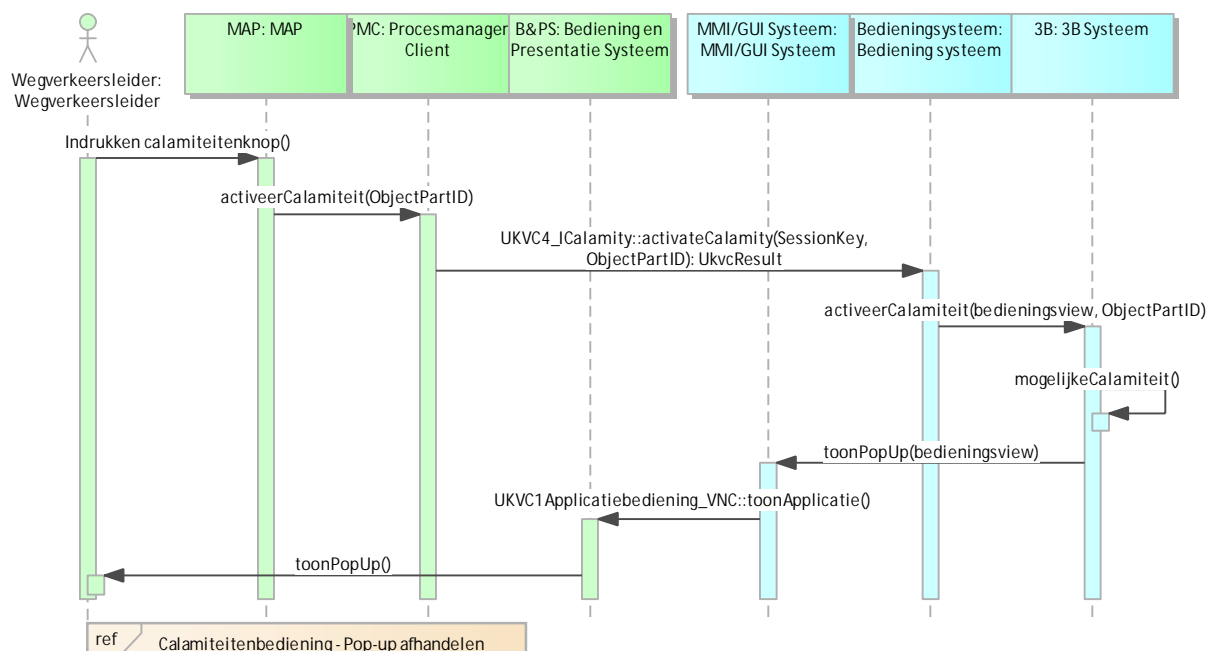 MAP: MAP
PMC: Procesmanager
Client
B&PS: Bediening en
Presentatie Systeem
MMI/GUI Systeem:
MMI/GUI Systeem
Bedieningsysteem:
Bediening systeem
3B: 3B Systeem
Wegverkeersleider:
Wegverkeersleider
Indrukken calamiteitenknop()
activeerCalamiteit(ObjectPartID)
UKVC4_ICalamity::activateCalamity(SessionKey,
ObjectPartID): UkvcResult
activeerCalamiteit(bedieningsview, ObjectPartID)
mogelijkeCalamiteit()
toonPopUp(bedieningsview)
UKVC1Applicatiebediening_VNC::toonApplicatie()
toonPopUp()
ref
Calamiteitenbediening - Pop-up afhandelen